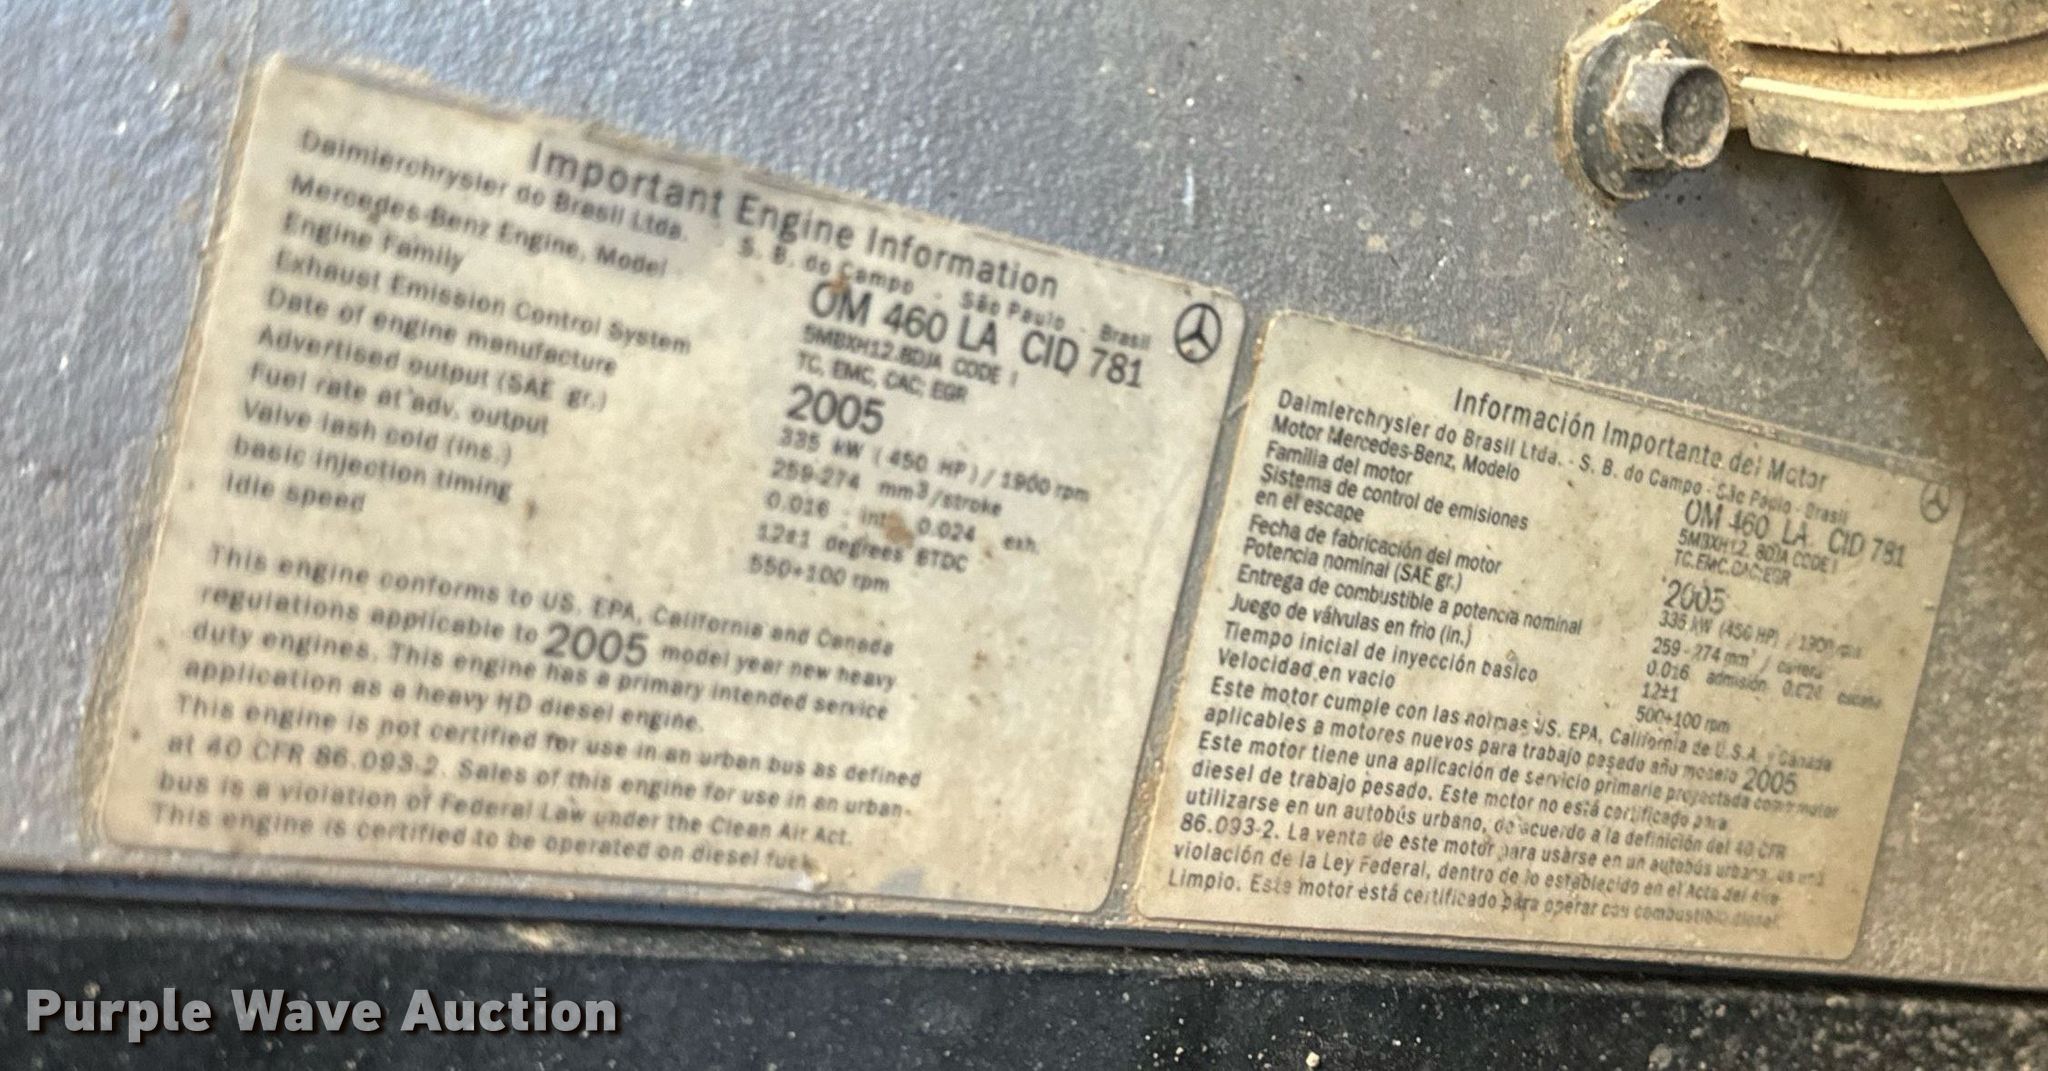 Important Engine Information
Daimlerchrysler do Brasil Ltda. S. B. do Campo - São Paulo - Brasil
Mercedes-Benz Engine, Model OM 460 LA CID 781
Engine Family 5MBXH12.8DJA CODE I
Exhaust Emission Control System TC, EMC, CAC; EGR
Date of engine manufacture 2005
Advertised output (SAE gr.) 335 kW (450 HP) / 1900 rpm
Fuel rate at adv. output 259-274 mm3/stroke
Valve lash cold (ins.) 0.016 - int. 0.024 exh.
basic injection timing 12±1 degrees BTDC
Idle speed 550+100 rpm
This engine conforms to US. EPA, California and Canada
regulations applicable to 2005 model year new heavy
duty engines. This engine has a primary intended service
application as a heavy HD diesel engine.
This engine is not certified for use in an urban bus as defined
at 40 CFR 86.093-2. Sales of this engine for use in an urban-
bus is a violation of Federal Law under the Clean Air Act.
This engine is certified to be operated on diesel fuel.
Información Importante del Motor
Daimlerchrysler do Brasil Ltda. - S. B. do Campo - São Paulo - Brasil
Motor Mercedes-Benz, Modelo OM 460 LA CID 781
Familia del motor 5MBXH12.8DJA CODE I
Sistema de control de emisiones TC.EMC.CAC;EGR
en el escape
Fecha de fabricación del motor 2005
Potencia nominal (SAE gr.) 335 kW (450 HP) / 1900 rpm
Entrega de combustible a potencia nominal 259-274 mm3 / carrera
Juego de válvulas en frio (in.) 0.016 admisión 0.024 escape
Tiempo inicial de inyección basico 12±1
Velocidad en vacio 500+100 rpm
Este motor cumple con las normas US. EPA, California de U.S.A. y Canada
aplicables a motores nuevos para trabajo pesado año modelo 2005
Este motor tiene una aplicación de servicio primario proyectada como motor
diesel de trabajo pesado. Este motor no está certificado para
utilizarse en un autobús urbano, de acuerdo a la definición del 40 CFR
86.093-2. La venta de este motor para usarse en un autobús urbano, es una
violación de la Ley Federal, dentro de lo establecido en el Acta del Aire
Limpio. Este motor está certificado para operar con combustible diesel.
Purple Wave Auction